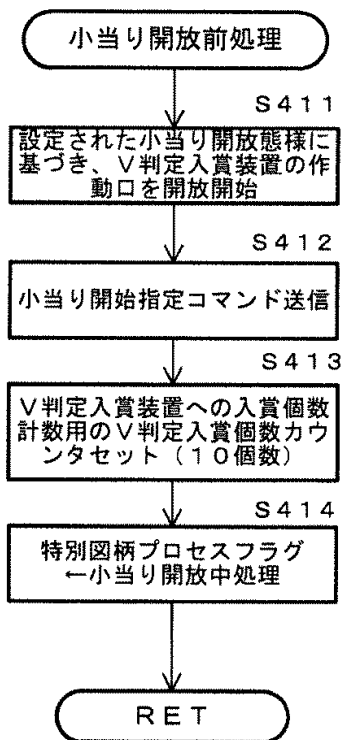 小当り開放前処理
S411
設定された小当り開放態様に
基づき、V判定入賞装置の作
動口を開放開始
S412
小当り開始指定コマンド送信
S413
V判定入賞装置への入賞個数
計数用のV判定入賞個数カウ
ンタセット(10個数)
S414
特別図柄プロセスフラグ
←小当り開放中処理
RET